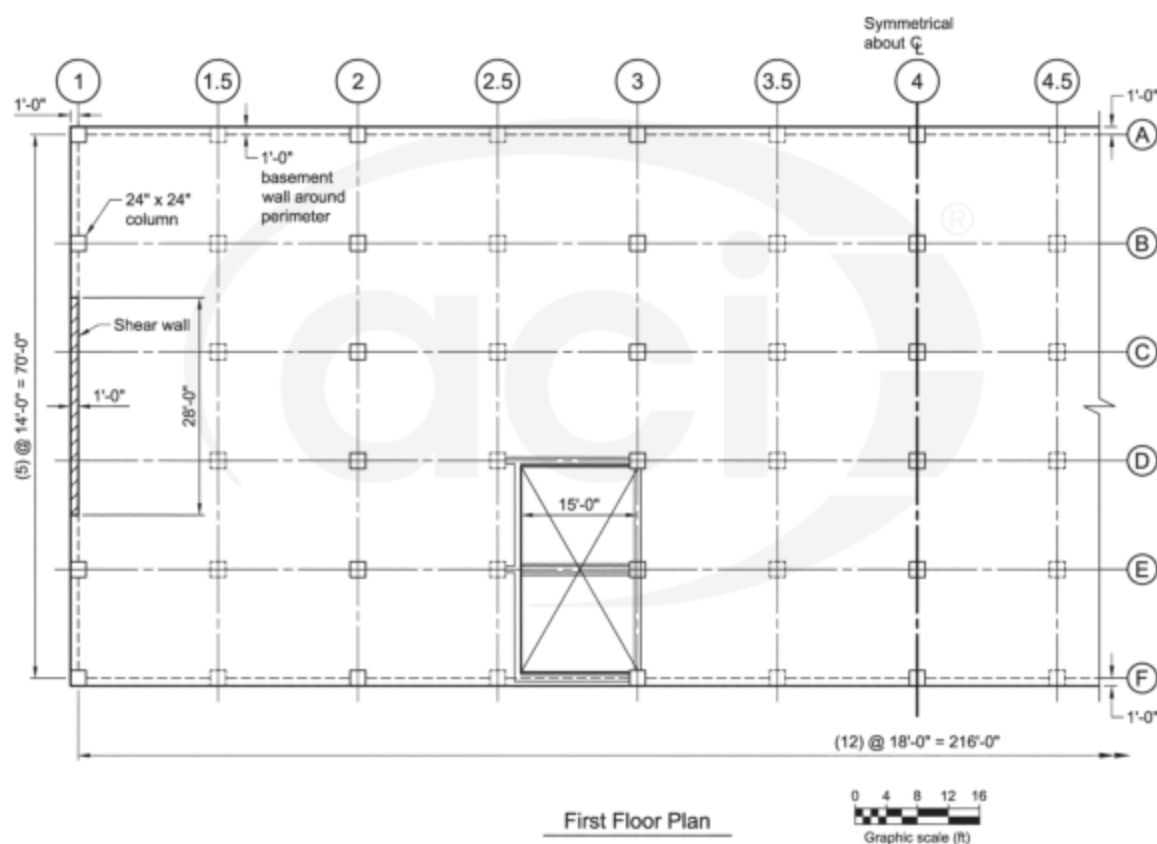 Symmetrical
about ℄
1
1.5
2
2.5
3
3.5
4
4.5
1'-0"
1'-0"
A
1'-0"
basement
wall around
perimeter
24" x 24"
column
®
B
aci
Shear wall
C
1'-0"
28'-0"
(5) @ 14'-0" = 70'-0"
D
15'-0"
E
F
1'-0"
(12) @ 18'-0" = 216'-0"
0 4 8 12 16
First Floor Plan
Graphic scale (ft)